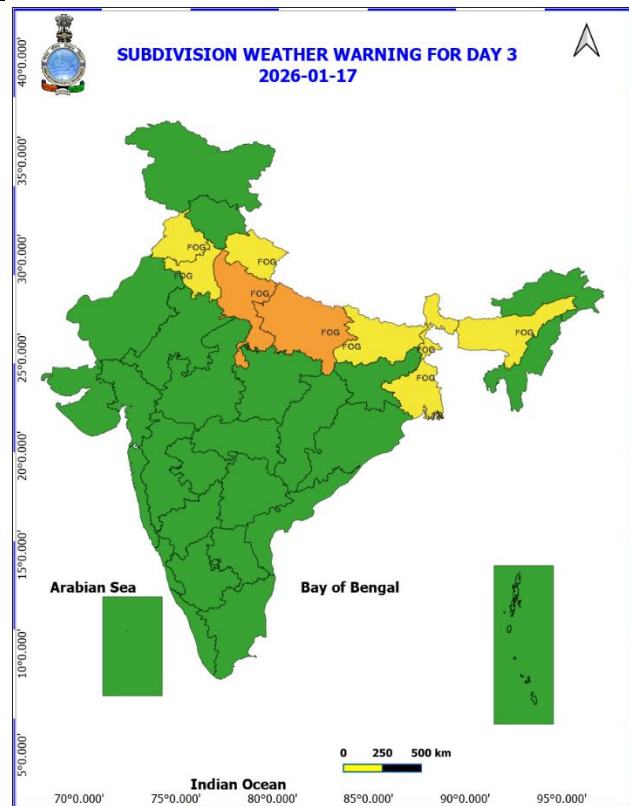 SUBDIVISION WEATHER WARNING FOR DAY 3
2026-01-17
40°0.000'
35°0.000'
30°0.000'
25°0.000'
20°0.000'
15°0.000'
10°0.000'
5°0.000'
FOG
FOG
FOG
FOG
FOG
FOG
FOG
FOG
FOG
Arabian Sea
Bay of Bengal
0 250 500 km
Indian Ocean
70°0.000' 75°0.000' 80°0.000' 85°0.000' 90°0.000' 95°0.000'